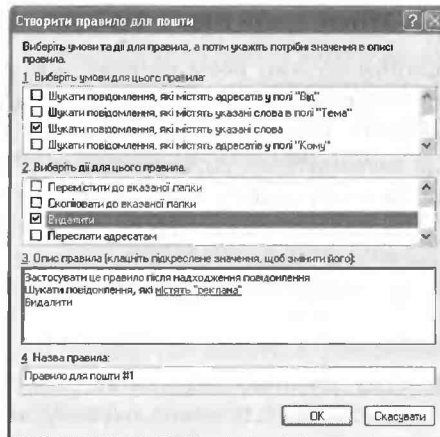 Створити правило для пошти
Виберіть умови та дії для правила, а потім укажіть потрібні значення в описі
правила.
1. Виберіть умови для цього правила:
Шукати повідомлення, які містять адресатів у полі "Від"
Шукати повідомлення, які містять указані слова в полі "Тема"
Шукати повідомлення, які містять указані слова
Шукати повідомлення, які містять адресатів у полі "Кому"
2. Виберіть дії для цього правила.
Перемістити до вказаної папки
Скопіювати до вказаної папки
Видалити
Переслати адресатам
3. Опис правила (клацніть підкреслене значення, щоб змінити його):
Застосувати це правило після надходження повідомлення
Шукати повідомлення, які містять "реклама"
Видалити
4. Назва правила:
Правило для пошти #1
OK Скасувати